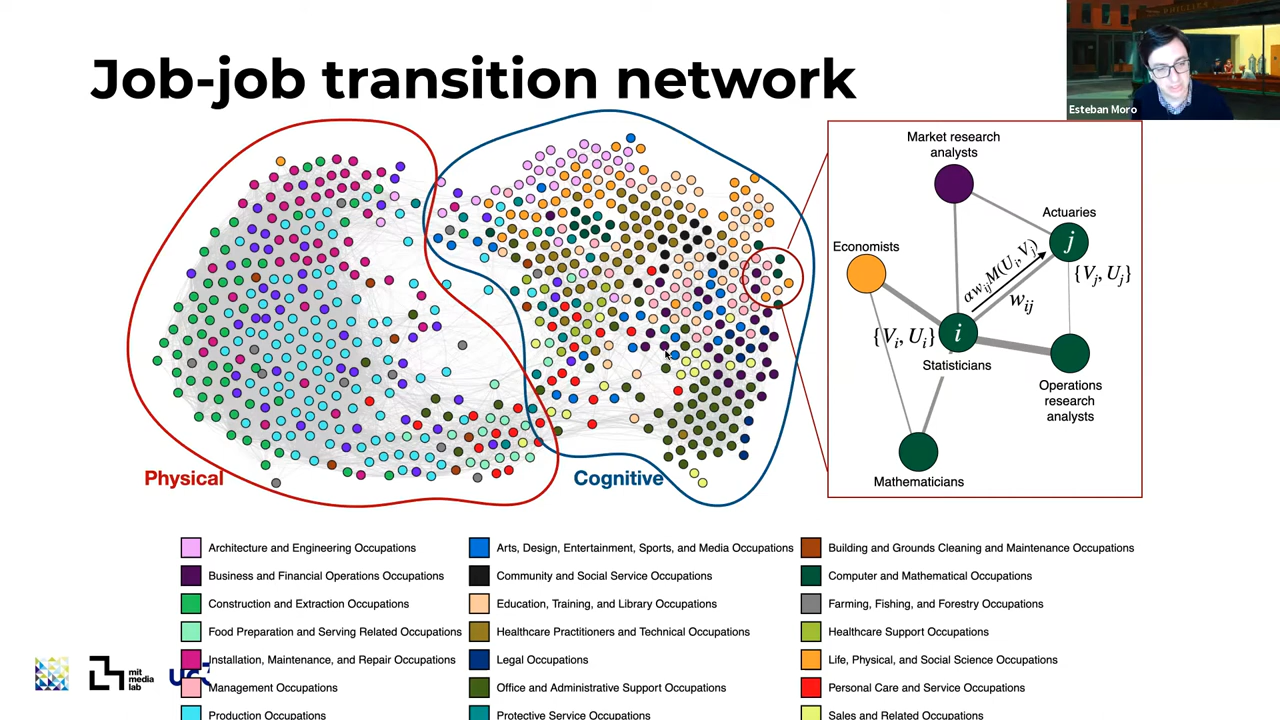 Job-job transition network
Esteban Moro
Physical
Cognitive
Market research
analysts
Actuaries
j
{V_j, U_j}
Economists
αw_ijM(U_i,V_j)
w_ij
{V_i, U_i}
i
Statisticians
Operations
research
analysts
Mathematicians
Architecture and Engineering Occupations
Business and Financial Operations Occupations
Construction and Extraction Occupations
Food Preparation and Serving Related Occupations
Installation, Maintenance, and Repair Occupations
Management Occupations
Production Occupations
Arts, Design, Entertainment, Sports, and Media Occupations
Community and Social Service Occupations
Education, Training, and Library Occupations
Healthcare Practitioners and Technical Occupations
Legal Occupations
Office and Administrative Support Occupations
Protective Service Occupations
Building and Grounds Cleaning and Maintenance Occupations
Computer and Mathematical Occupations
Farming, Fishing, and Forestry Occupations
Healthcare Support Occupations
Life, Physical, and Social Science Occupations
Personal Care and Service Occupations
Sales and Related Occupations
mit
media
lab